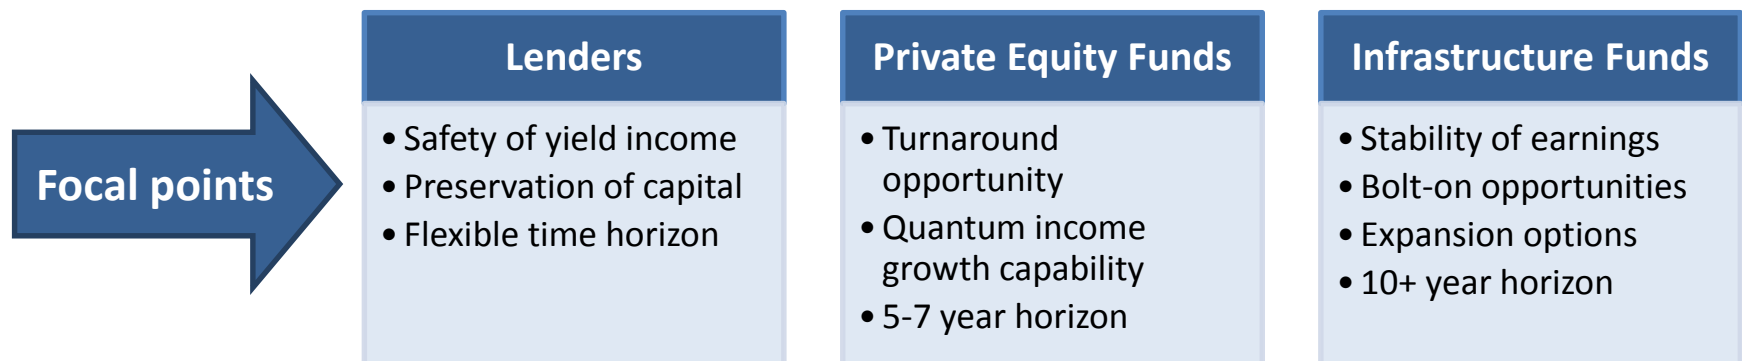 Focal points
Lenders
• Safety of yield income
• Preservation of capital
• Flexible time horizon
Private Equity Funds
• Turnaround
opportunity
• Quantum income
growth capability
• 5-7 year horizon
Infrastructure Funds
• Stability of earnings
• Bolt-on opportunities
• Expansion options
• 10+ year horizon